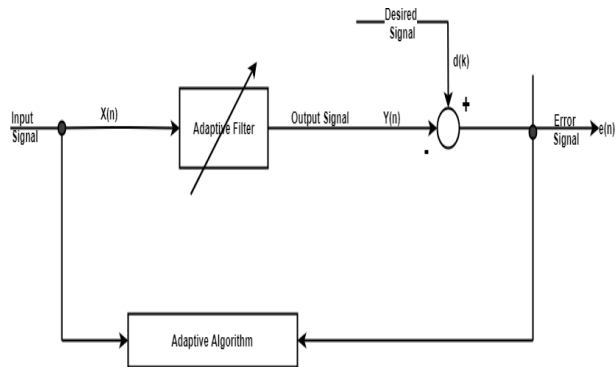 Desired
Signal
d(k)
+
Input
Signal
X(n)
Adaptive Filter
Output Signal
Y(n)
-
Error
Signal
e(n)
Adaptive Algorithm